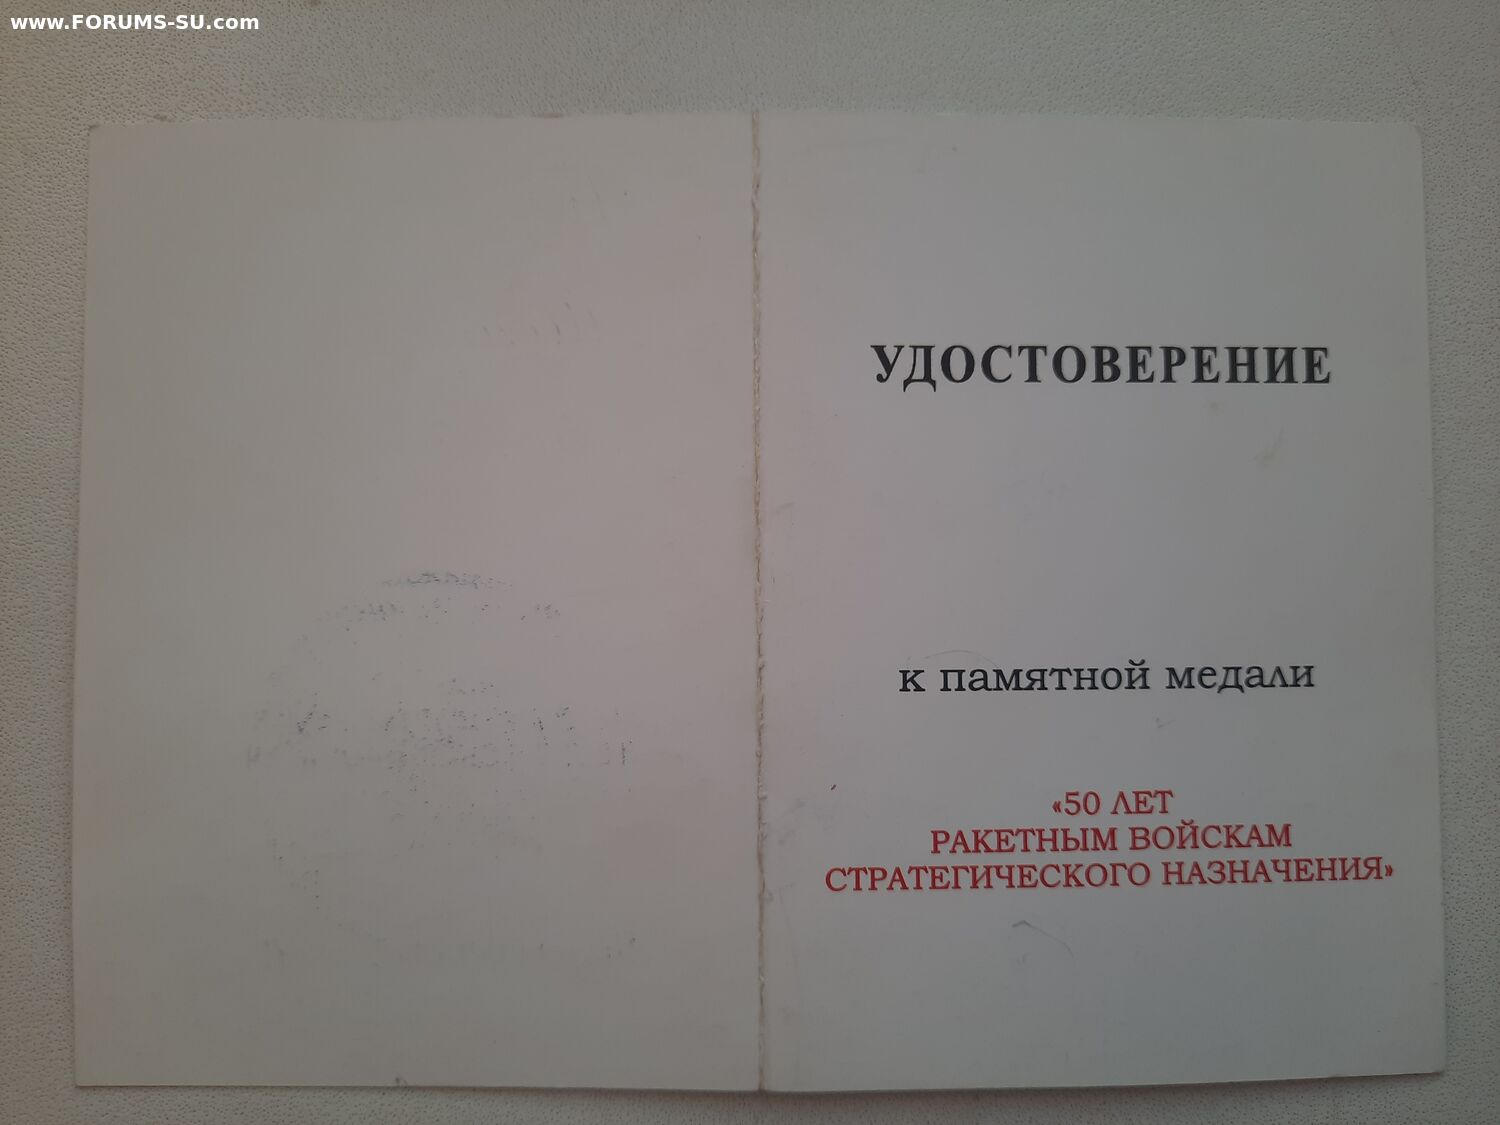 www.FORUMS-SU.com
УДОСТОВЕРЕНИЕ
к памятной медали
«50 ЛЕТ
РАКЕТНЫМ ВОЙСКАМ
СТРАТЕГИЧЕСКОГО НАЗНАЧЕНИЯ»